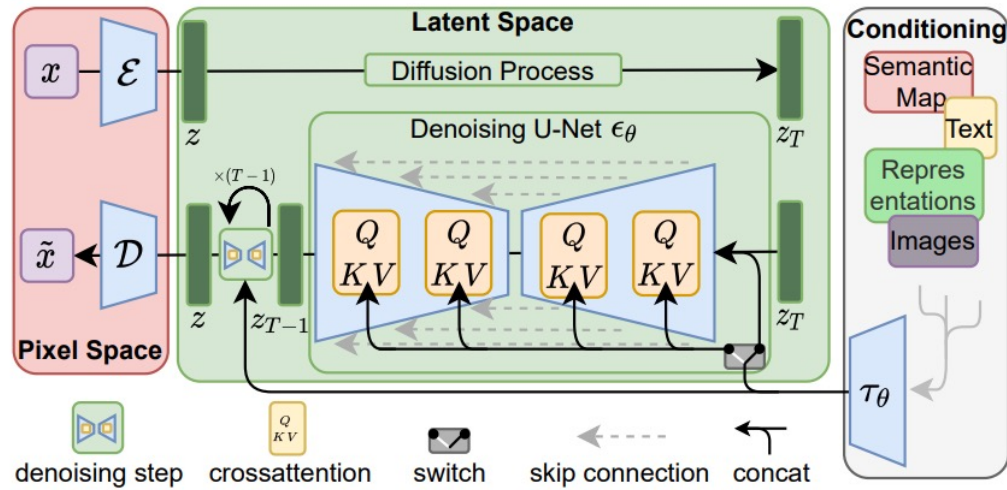 Latent Space
Conditioning
x
ℰ
z
Diffusion Process
z_T
Semantic
Map
Text
Repres
entations
Images
Denoising U-Net ϵ_θ
×(T−1)
Q
KV
Q
KV
Q
KV
Q
KV
x̃
𝒟
z
z_{T−1}
z_T
Pixel Space
τ_θ
Q
KV
denoising step
crossattention
switch
skip connection
concat